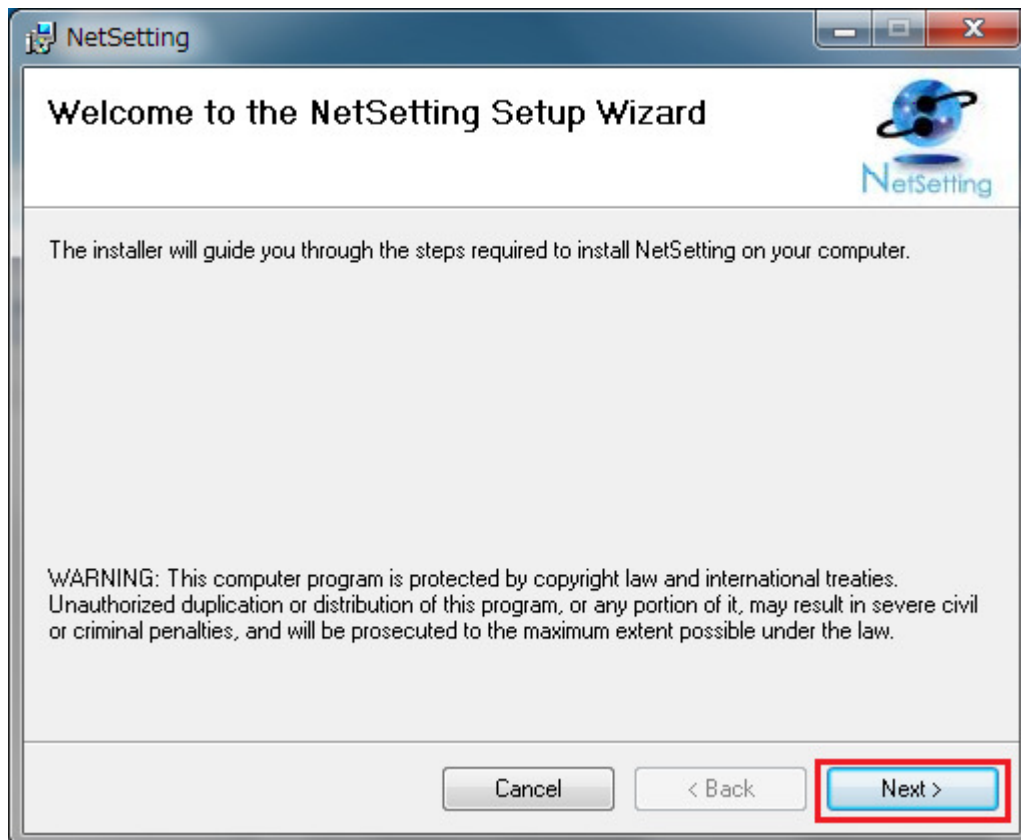 NetSetting
Welcome to the NetSetting Setup Wizard
NetSetting
The installer will guide you through the steps required to install NetSetting on your computer.
WARNING: This computer program is protected by copyright law and international treaties.
Unauthorized duplication or distribution of this program, or any portion of it, may result in severe civil
or criminal penalties, and will be prosecuted to the maximum extent possible under the law.
Cancel
< Back
Next >